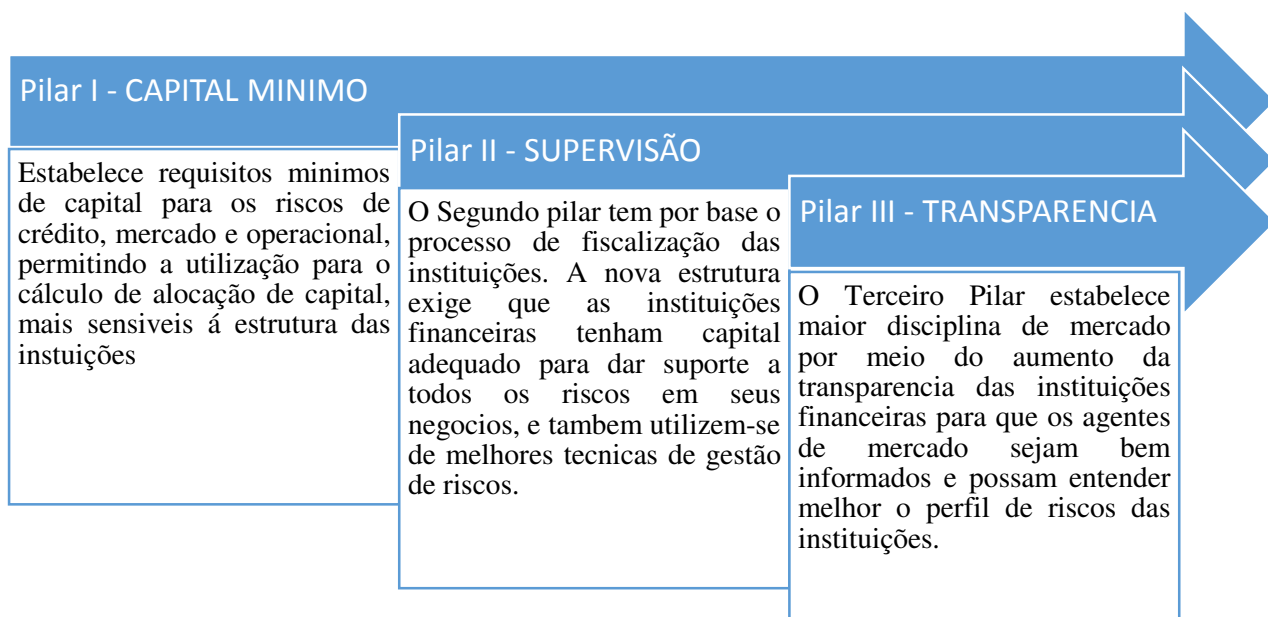 Pilar I - CAPITAL MINIMO
Estabelece requisitos minimos
de capital para os riscos de
crédito, mercado e operacional,
permitindo a utilização para o
cálculo de alocação de capital,
mais sensiveis á estrutura das
instuições
Pilar II - SUPERVISÃO
O Segundo pilar tem por base o
processo de fiscalização das
instituições. A nova estrutura
exige que as instituições
financeiras tenham capital
adequado para dar suporte a
todos os riscos em seus
negocios, e tambem utilizem-se
de melhores tecnicas de gestão
de riscos.
Pilar III - TRANSPARENCIA
O Terceiro Pilar estabelece
maior disciplina de mercado
por meio do aumento da
transparencia das instituições
financeiras para que os agentes
de mercado sejam bem
informados e possam entender
melhor o perfil de riscos das
instituições.